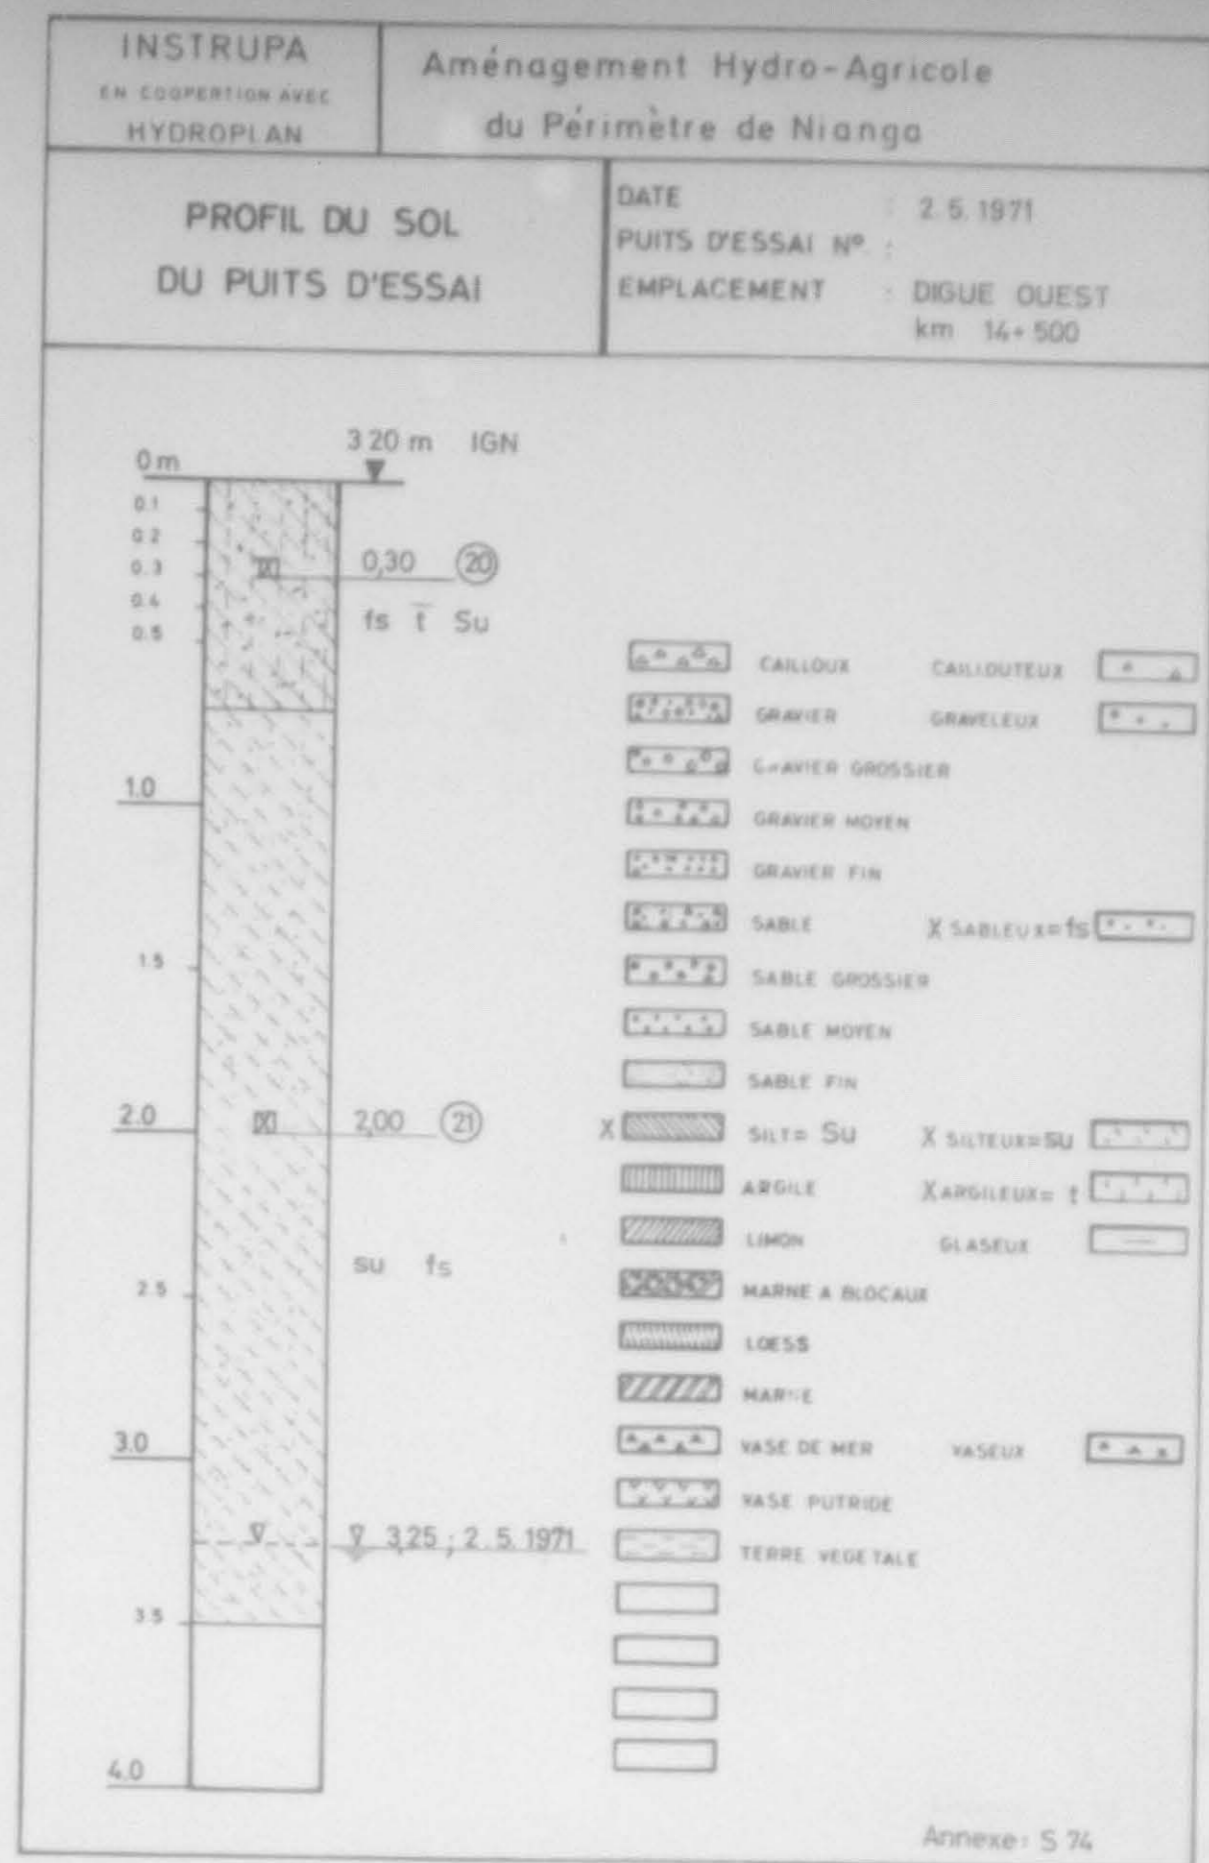 INSTRUPA
EN COOPERTION AVEC
HYDROPLAN
Aménagement Hydro-Agricole
du Périmètre de Nianga
PROFIL DU SOL
DU PUITS D'ESSAI
DATE : 2.5.1971
PUITS D'ESSAI Nº :
EMPLACEMENT : DIGUE OUEST
km 14+500
3 20 m IGN
0 m
0.1
0.2
0.3
0.4
0.5
1.0
1.5
2.0
2.5
3.0
3.5
4.0
0,30 20
fs t̅ Su
2,00 21
su fs
3,25 ; 2.5.1971
CAILLOUX CAILLOUTEUX
GRAVIER GRAVELEUX
GRAVIER GROSSIER
GRAVIER MOYEN
GRAVIER FIN
SABLE X SABLEUX=fs
SABLE GROSSIER
SABLE MOYEN
SABLE FIN
X SILT= Su X SILTEUX=su
ARGILE X ARGILEUX= t
LIMON GLASEUX
MARNE A BLOCAUX
LOESS
MARNE
VASE DE MER VASEUX
VASE PUTRIDE
TERRE VEGETALE
Annexe: S 74